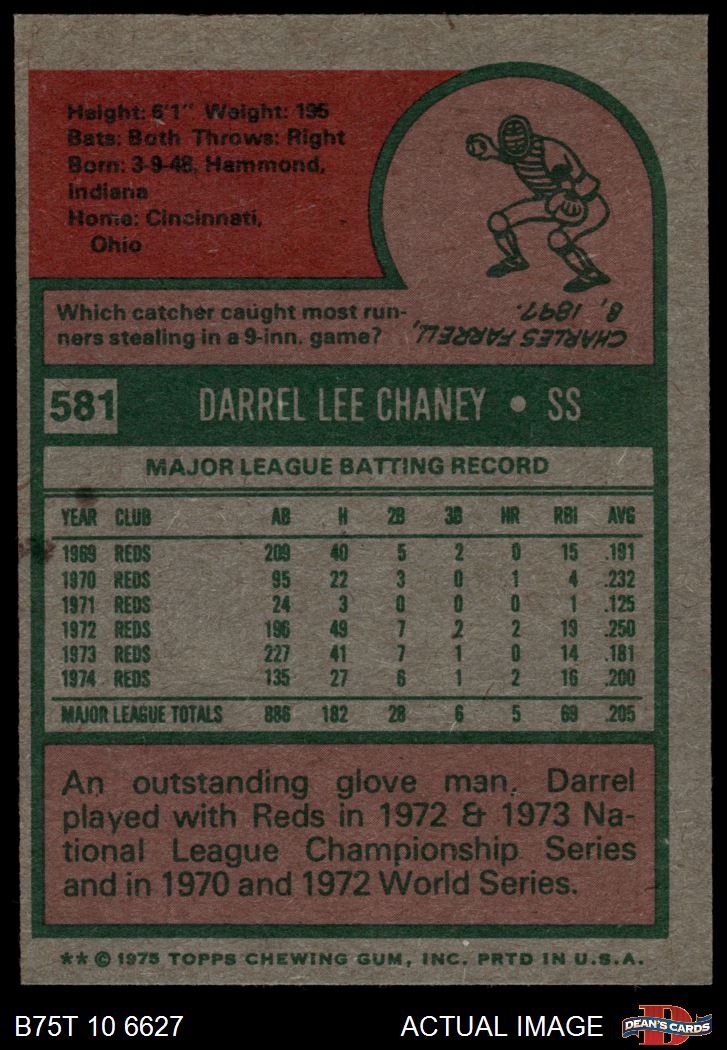 Height: 6'1" Weight: 195
Bats: Both Throws: Right
Born: 3-9-48, Hammond,
Indiana
Home: Cincinnati,
Ohio
Which catcher caught most run-
ners stealing in a 9-inn. game?
CHARLES FARRELL,
8, 1897.
581 DARREL LEE CHANEY • SS
MAJOR LEAGUE BATTING RECORD
YEAR CLUB AB H 2B 3B HR RBI AVG
1969 REDS 209 40 5 2 0 15 .191
1970 REDS 95 22 3 0 1 4 .232
1971 REDS 24 3 0 0 0 1 .125
1972 REDS 196 49 7 2 2 19 .250
1973 REDS 227 41 7 1 0 14 .181
1974 REDS 135 27 6 1 2 16 .200
MAJOR LEAGUE TOTALS 886 182 28 6 5 69 .205
An outstanding glove man, Darrel
played with Reds in 1972 & 1973 Na-
tional League Championship Series
and in 1970 and 1972 World Series.
** © 1975 TOPPS CHEWING GUM, INC. PRTD IN U.S.A.
B75T 10 6627 ACTUAL IMAGE
D
DEAN'S CARDS